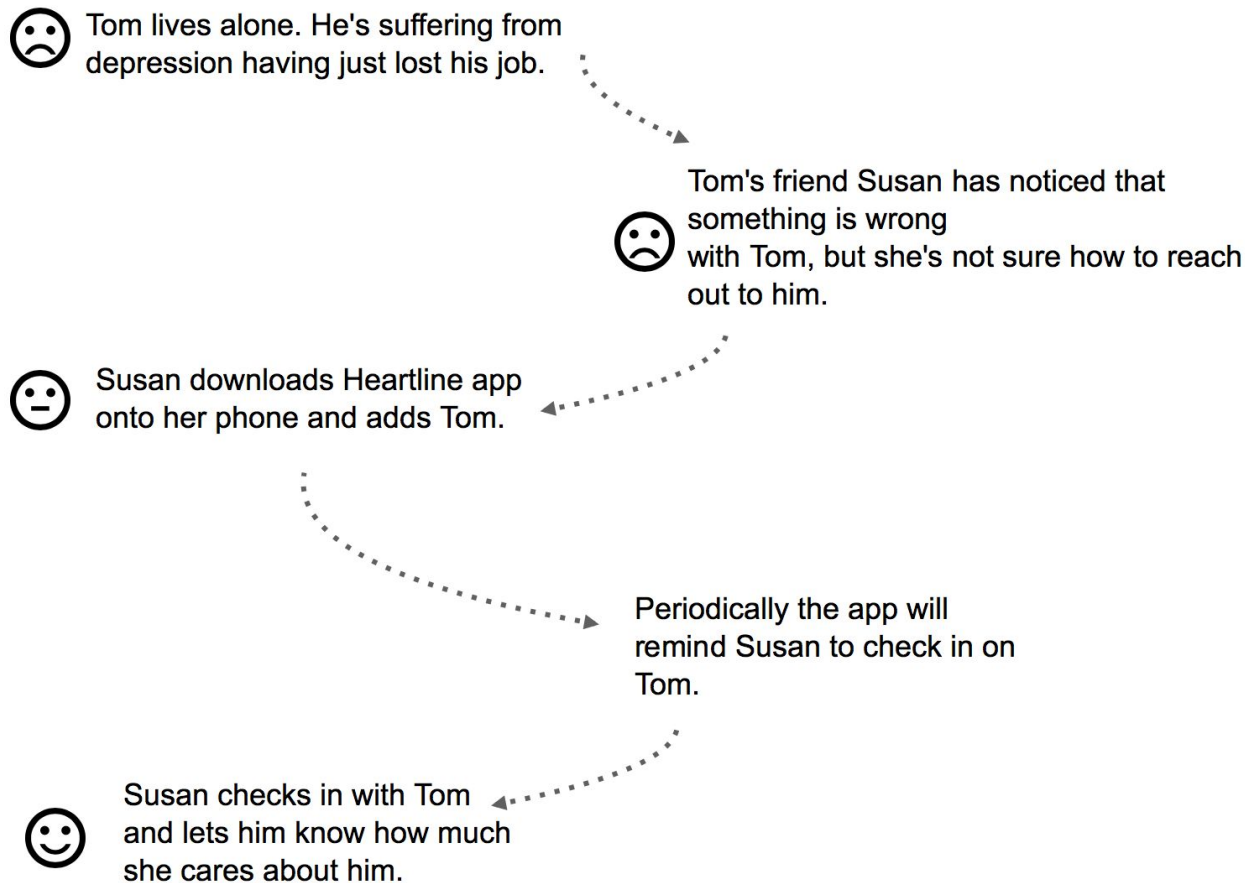 Tom lives alone. He's suffering from
depression having just lost his job.
Tom's friend Susan has noticed that
something is wrong
with Tom, but she's not sure how to reach
out to him.
Susan downloads Heartline app
onto her phone and adds Tom.
Periodically the app will
remind Susan to check in on
Tom.
Susan checks in with Tom
and lets him know how much
she cares about him.